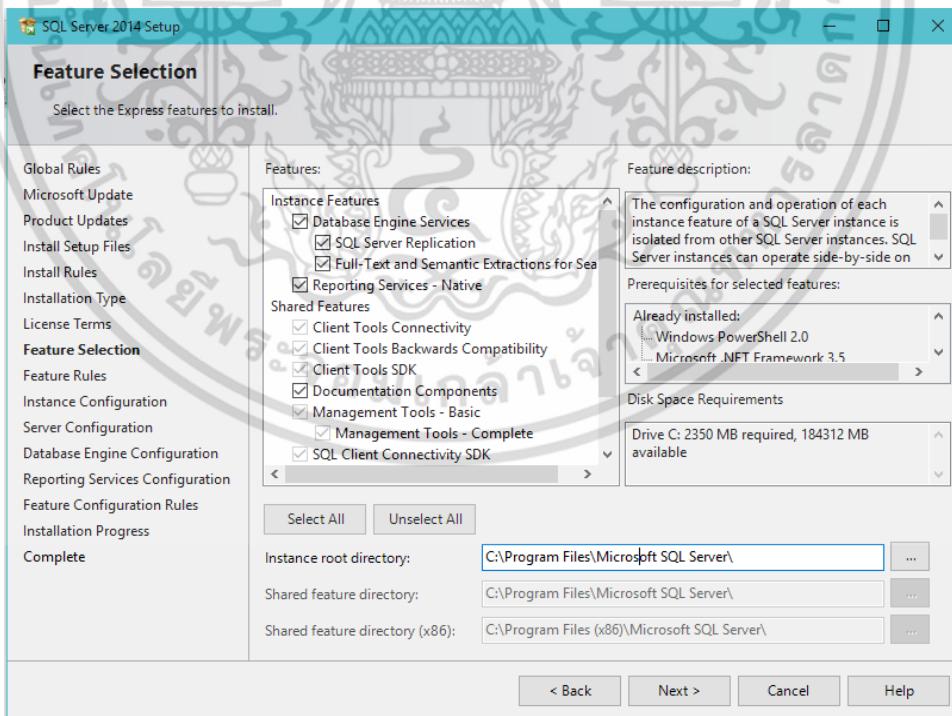 SQL Server 2014 Setup
Feature Selection
Select the Express features to install.
Global Rules
Microsoft Update
Product Updates
Install Setup Files
Install Rules
Installation Type
License Terms
Feature Selection
Feature Rules
Instance Configuration
Server Configuration
Database Engine Configuration
Reporting Services Configuration
Feature Configuration Rules
Installation Progress
Complete
Features:
Instance Features
Database Engine Services
SQL Server Replication
Full-Text and Semantic Extractions for Sea
Reporting Services - Native
Shared Features
Client Tools Connectivity
Client Tools Backwards Compatibility
Client Tools SDK
Documentation Components
Management Tools - Basic
Management Tools - Complete
SQL Client Connectivity SDK
Feature description:
The configuration and operation of each
instance feature of a SQL Server instance is
isolated from other SQL Server instances. SQL
Server instances can operate side-by-side on
Prerequisites for selected features:
Already installed:
Windows PowerShell 2.0
Microsoft .NET Framework 3.5
Disk Space Requirements
Drive C: 2350 MB required, 184312 MB
available
Select All
Unselect All
Instance root directory:
C:\Program Files\Microsoft SQL Server\
...
Shared feature directory:
C:\Program Files\Microsoft SQL Server\
...
Shared feature directory (x86):
C:\Program Files (x86)\Microsoft SQL Server\
...
< Back
Next >
Cancel
Help